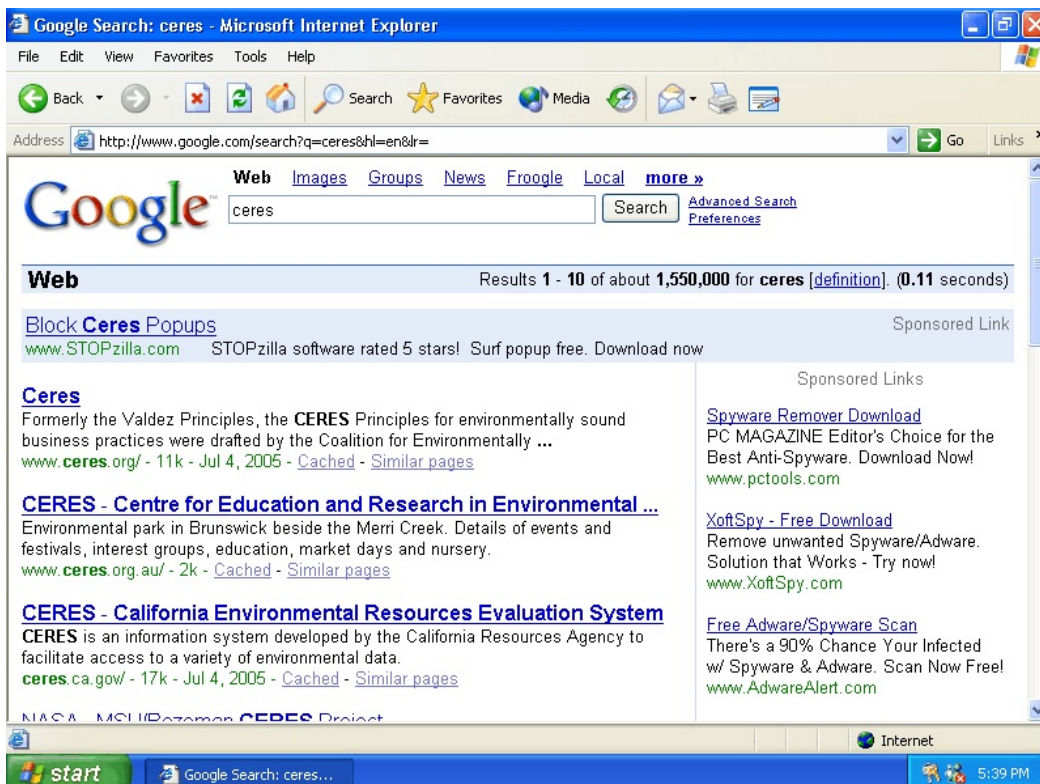 Google Search: ceres - Microsoft Internet Explorer
File Edit View Favorites Tools Help
Back Search Favorites Media
Address http://www.google.com/search?q=ceres&hl=en&lr= Go Links
Web Images Groups News Froogle Local more »
Google™ ceres Search Advanced Search
Preferences
Web Results 1 - 10 of about 1,550,000 for ceres [definition]. (0.11 seconds)
Block Ceres Popups Sponsored Link
www.STOPzilla.com STOPzilla software rated 5 stars! Surf popup free. Download now
Ceres
Formerly the Valdez Principles, the CERES Principles for environmentally sound
business practices were drafted by the Coalition for Environmentally ...
www.ceres.org/ - 11k - Jul 4, 2005 - Cached - Similar pages
CERES - Centre for Education and Research in Environmental ...
Environmental park in Brunswick beside the Merri Creek. Details of events and
festivals, interest groups, education, market days and nursery.
www.ceres.org.au/ - 2k - Cached - Similar pages
CERES - California Environmental Resources Evaluation System
CERES is an information system developed by the California Resources Agency to
facilitate access to a variety of environmental data.
ceres.ca.gov/ - 17k - Jul 4, 2005 - Cached - Similar pages
NASA - MSU/Bozeman CERES Project
Sponsored Links
Spyware Remover Download
PC MAGAZINE Editor's Choice for the
Best Anti-Spyware. Download Now!
www.pctools.com
XoftSpy - Free Download
Remove unwanted Spyware/Adware.
Solution that Works - Try now!
www.XoftSpy.com
Free Adware/Spyware Scan
There's a 90% Chance Your Infected
w/ Spyware & Adware. Scan Now Free!
www.AdwareAlert.com
Internet
start Google Search: ceres... 5:39 PM